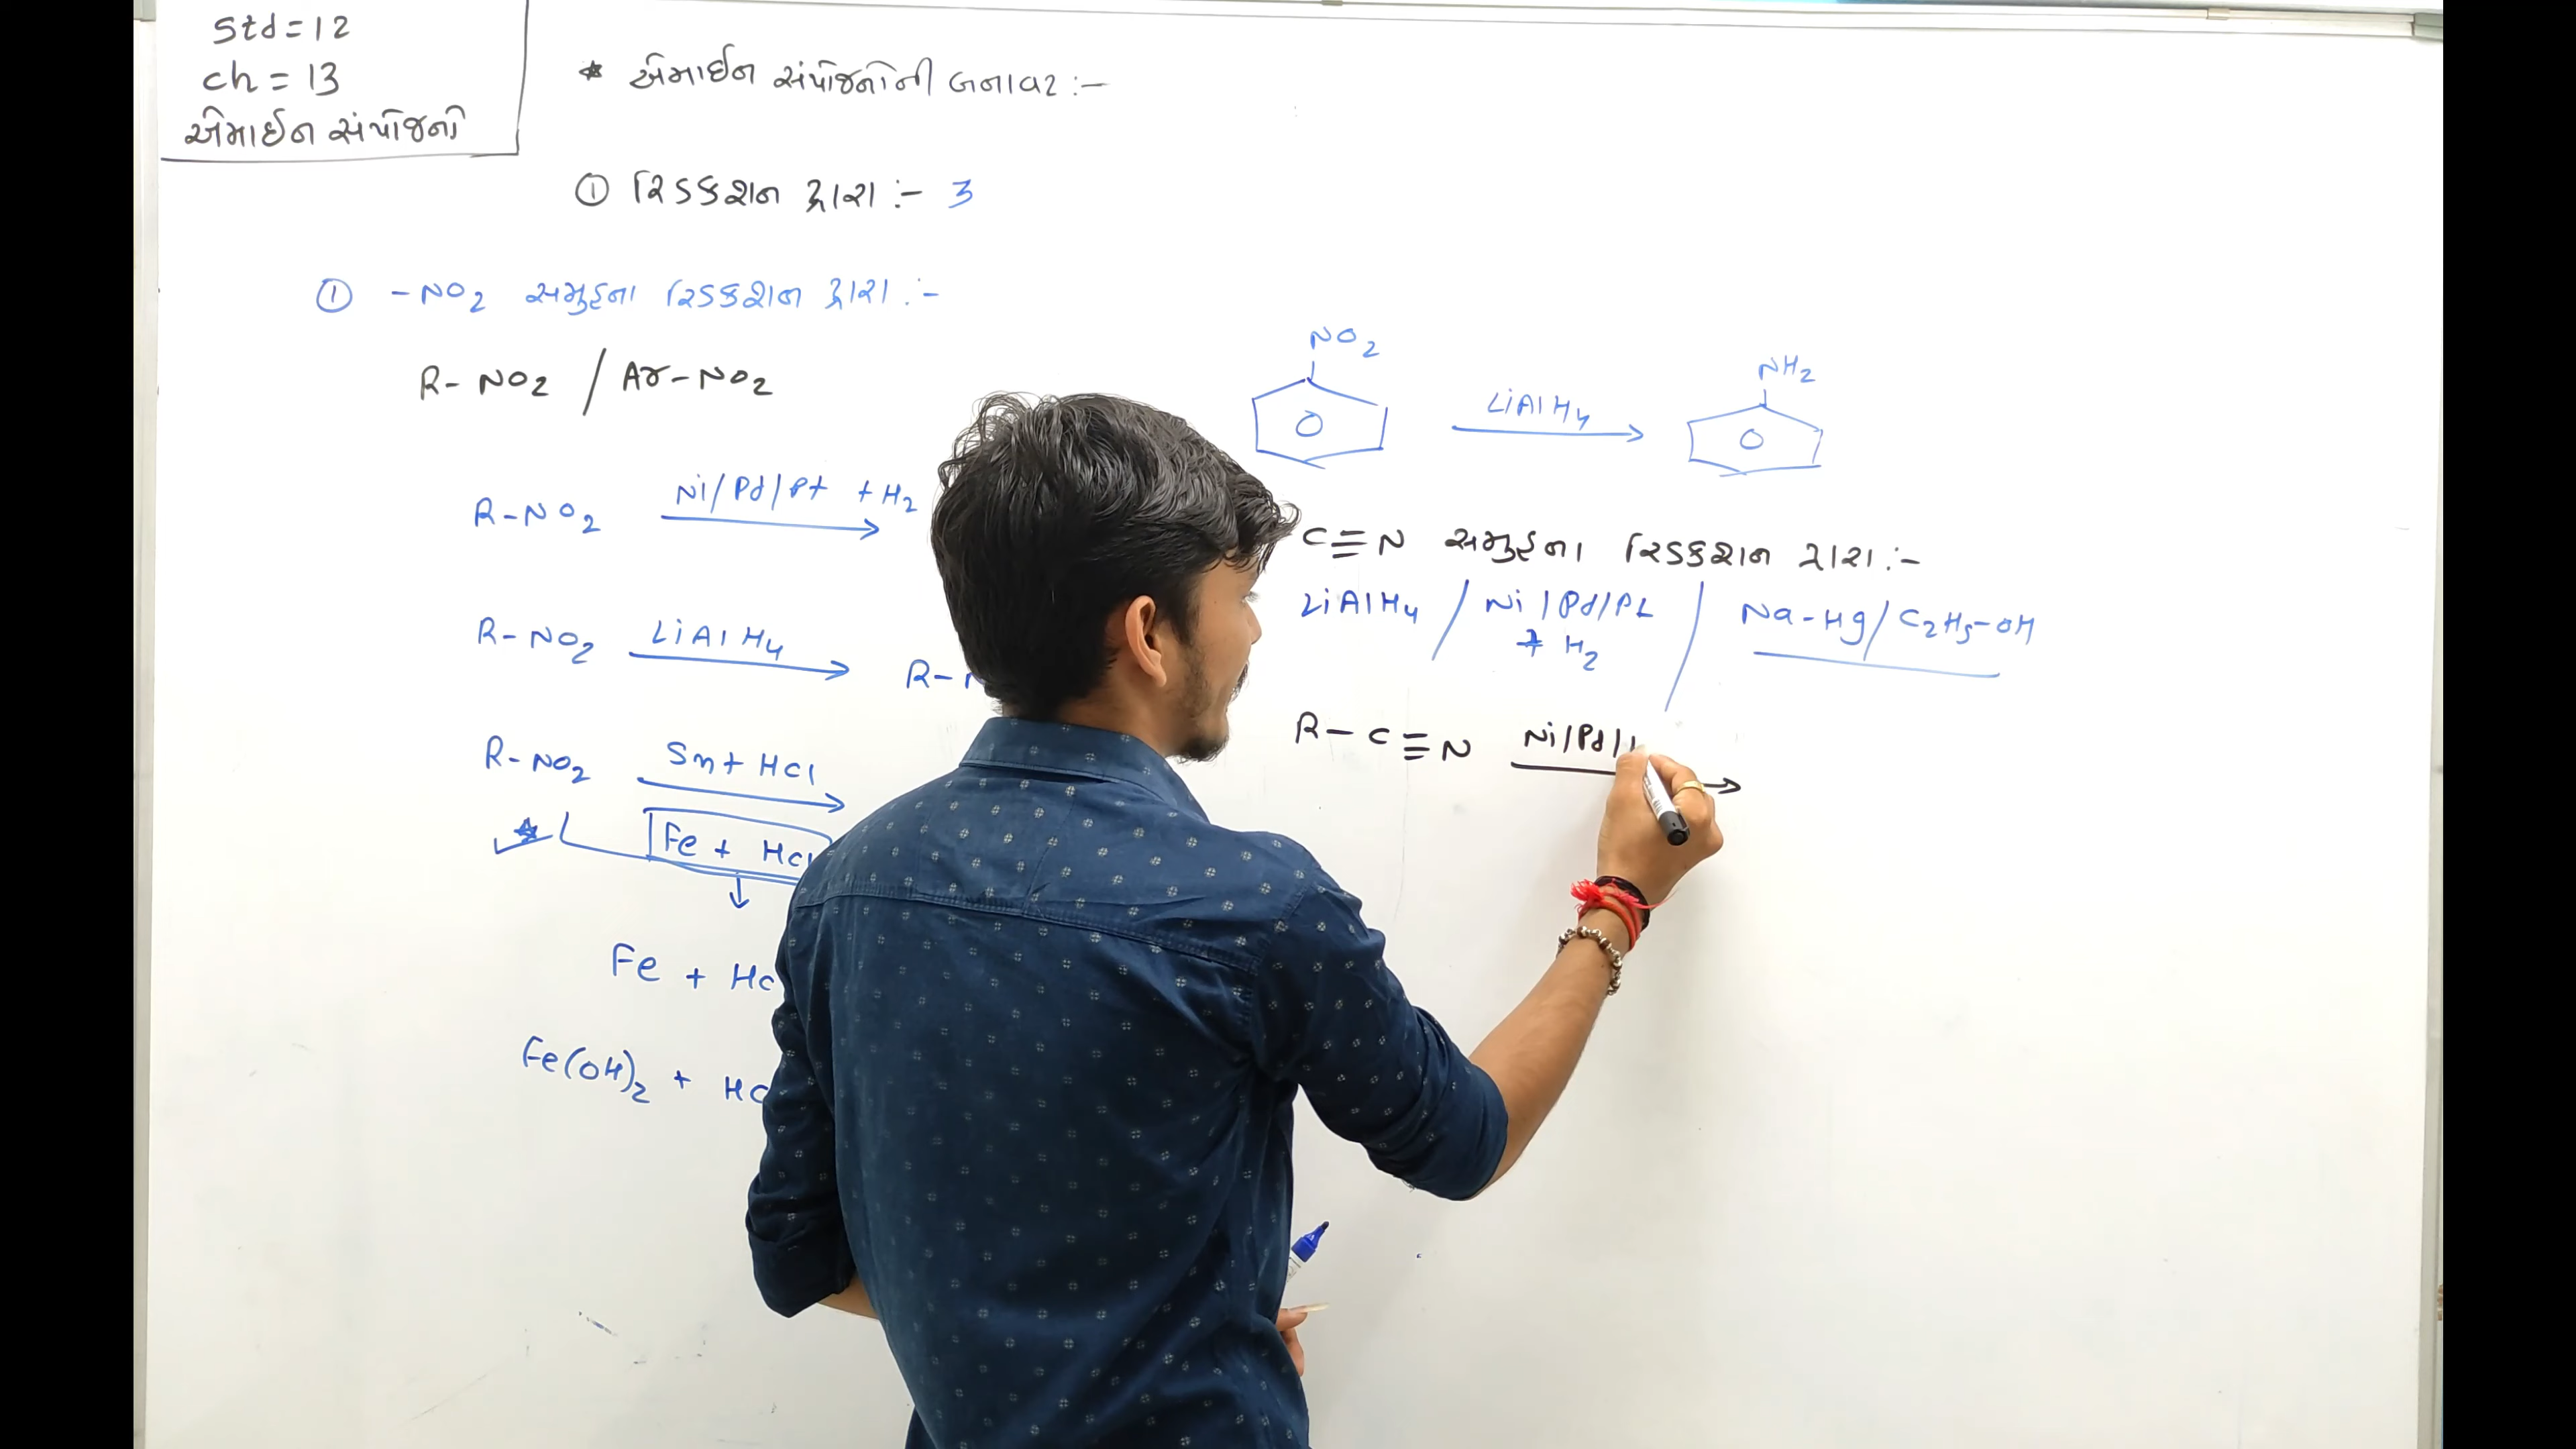 Std = 12
ch = 13
એમાઈન સંયોજનો
* એમાઈન સંયોજનોની બનાવટ :-
① રિડક્શન દ્વારા :- 3
① -NO2 સમુહના રિડક્શન દ્વારા :-
R-NO2 / Ar-NO2
R-NO2 Ni/Pd/Pt + H2
R-NO2 LiAlH4
R-NO2 Sn + HCl
Fe + HCl
Fe + HC
Fe(OH)2 + HC
NO2 LiAlH4 NH2
C≡N સમુહના રિડક્શન દ્વારા :-
LiAlH4 / Ni/Pd/Pt + H2 / Na-Hg/C2H5-OH
R-C≡N Ni/Pd/